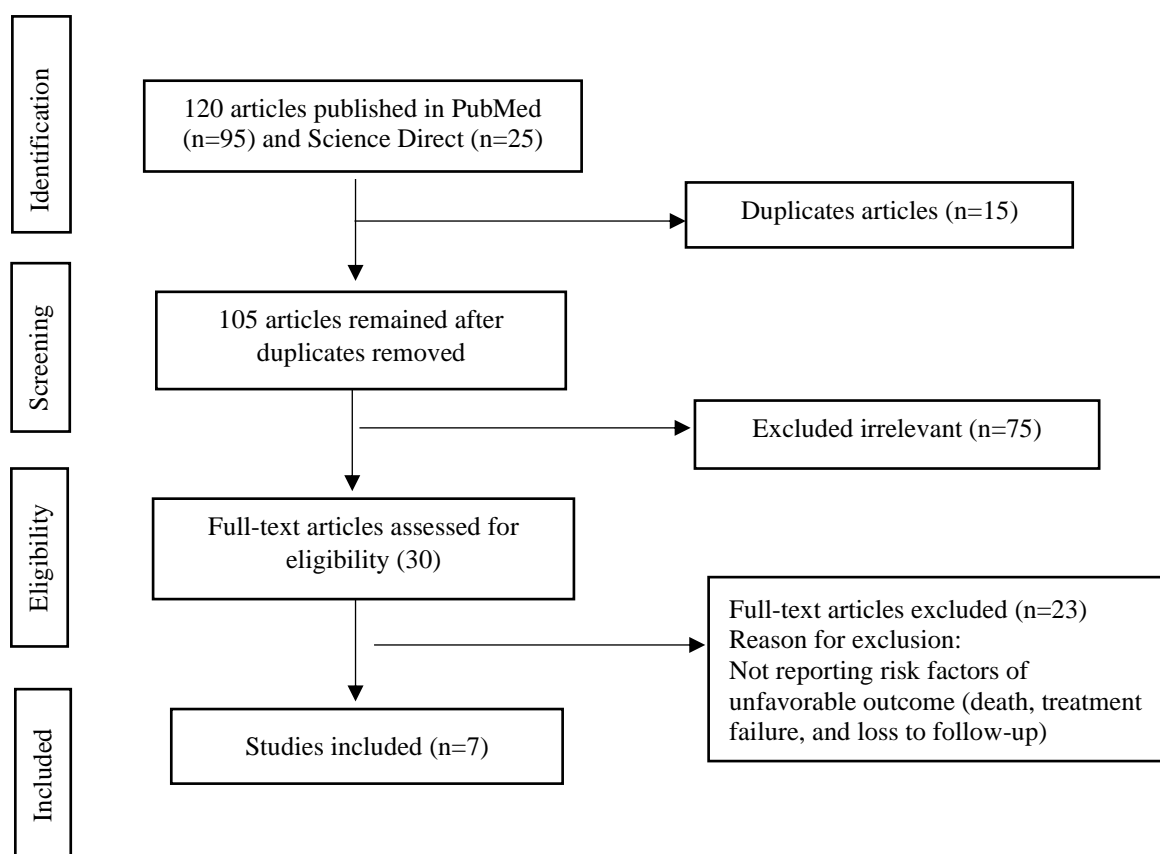 Identification
120 articles published in PubMed
(n=95) and Science Direct (n=25)
Duplicates articles (n=15)
Screening
105 articles remained after
duplicates removed
Excluded irrelevant (n=75)
Eligibility
Full-text articles assessed for
eligibility (30)
Full-text articles excluded (n=23)
Reason for exclusion:
Not reporting risk factors of
unfavorable outcome (death, treatment
failure, and loss to follow-up)
Included
Studies included (n=7)